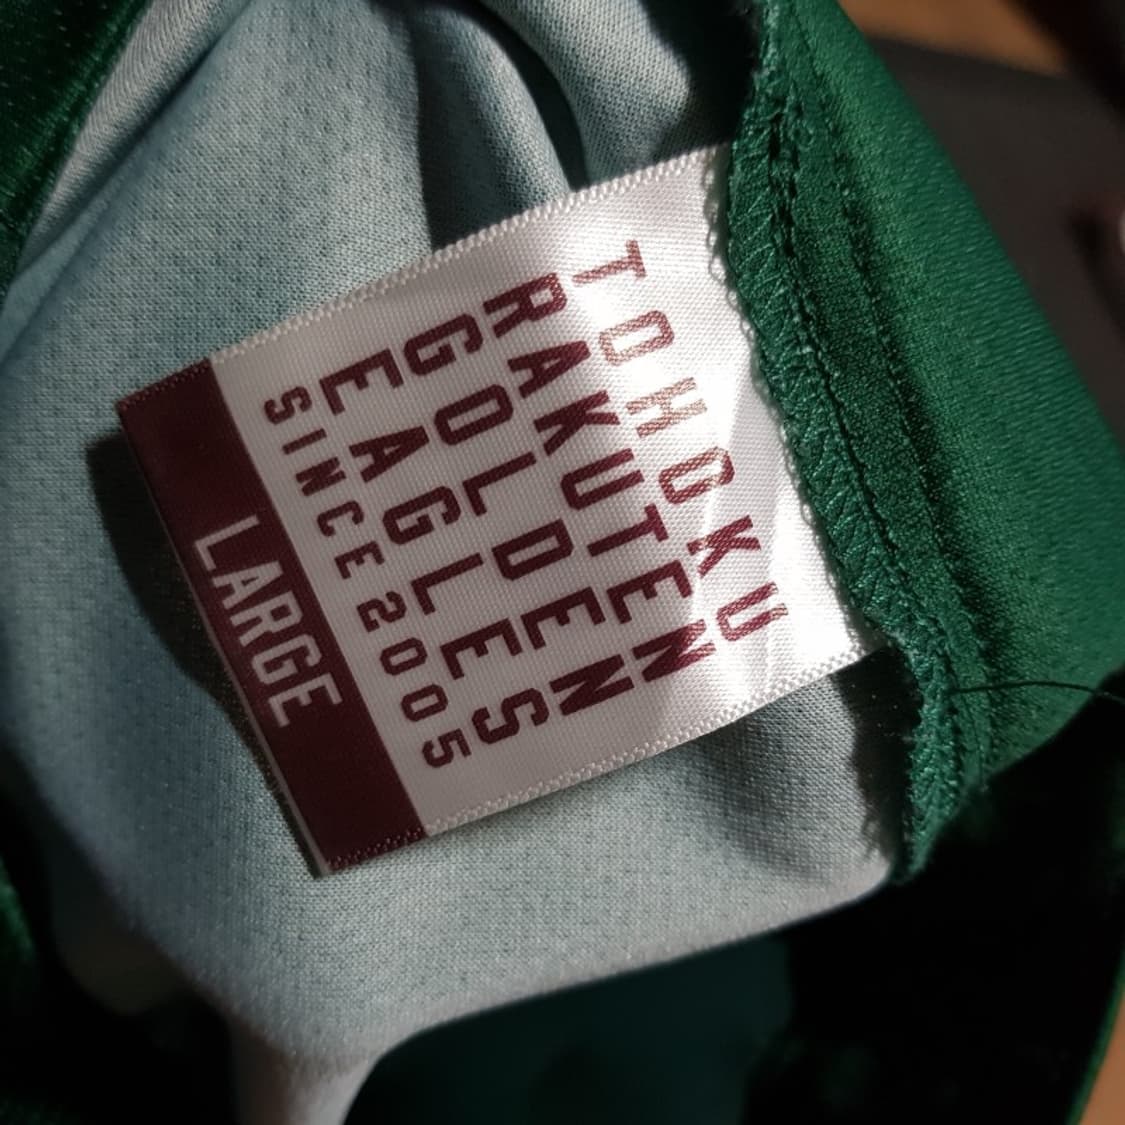 TOHOKU
RAKUTEN
GOLDEN
EAGLES
SINCE 2005
LARGE